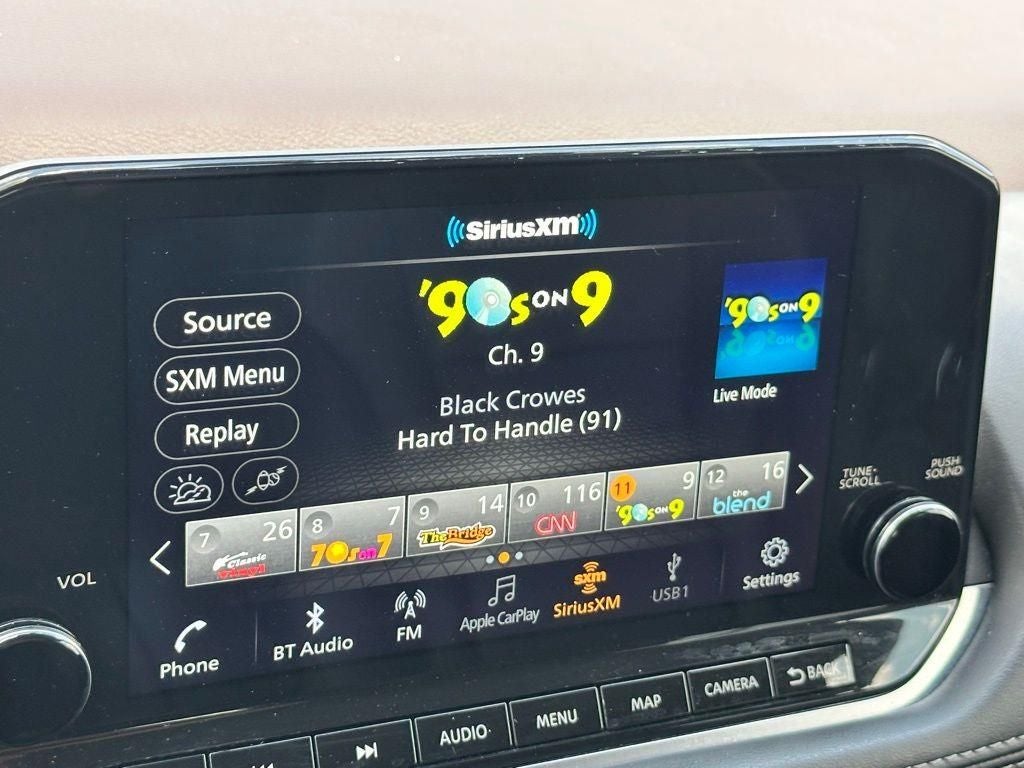 SiriusXM
'90s ON 9
'90s ON 9
Ch. 9
Live Mode
Source
SXM Menu
Replay
Black Crowes
Hard To Handle (91)
TUNE·
SCROLL
PUSH
SOUND
7 26
Classic Vinyl
8 7
70s on 7
9 14
The Bridge
10 116
CNN
11 9
'90s ON 9
12 16
the blend
VOL
Phone
BT Audio
FM
Apple CarPlay
sxm
SiriusXM
USB1
Settings
AUDIO
MENU
MAP
CAMERA
BACK